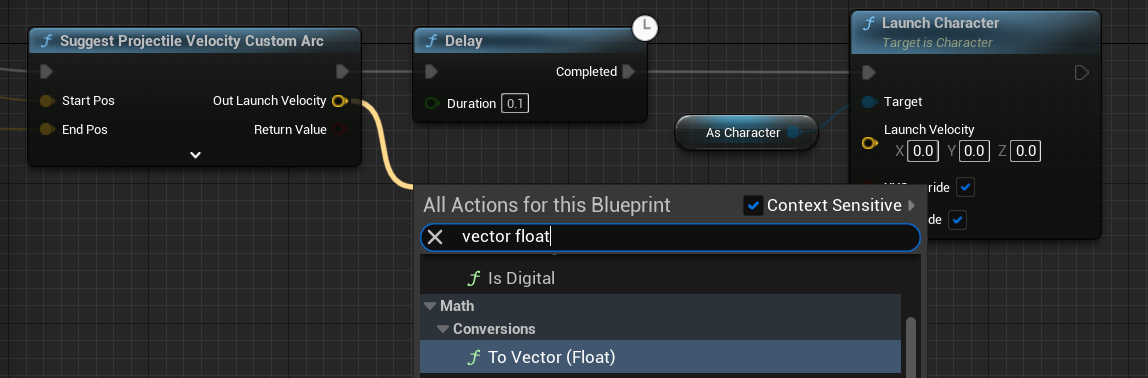 Suggest Projectile Velocity Custom Arc
Start Pos
Out Launch Velocity
End Pos
Return Value
Delay
Completed
Duration 0.1
As Character
Launch Character
Target is Character
Target
Launch Velocity
X 0.0 Y 0.0 Z 0.0
ride
de
All Actions for this Blueprint
Context Sensitive
vector float
Is Digital
Math
Conversions
To Vector (Float)